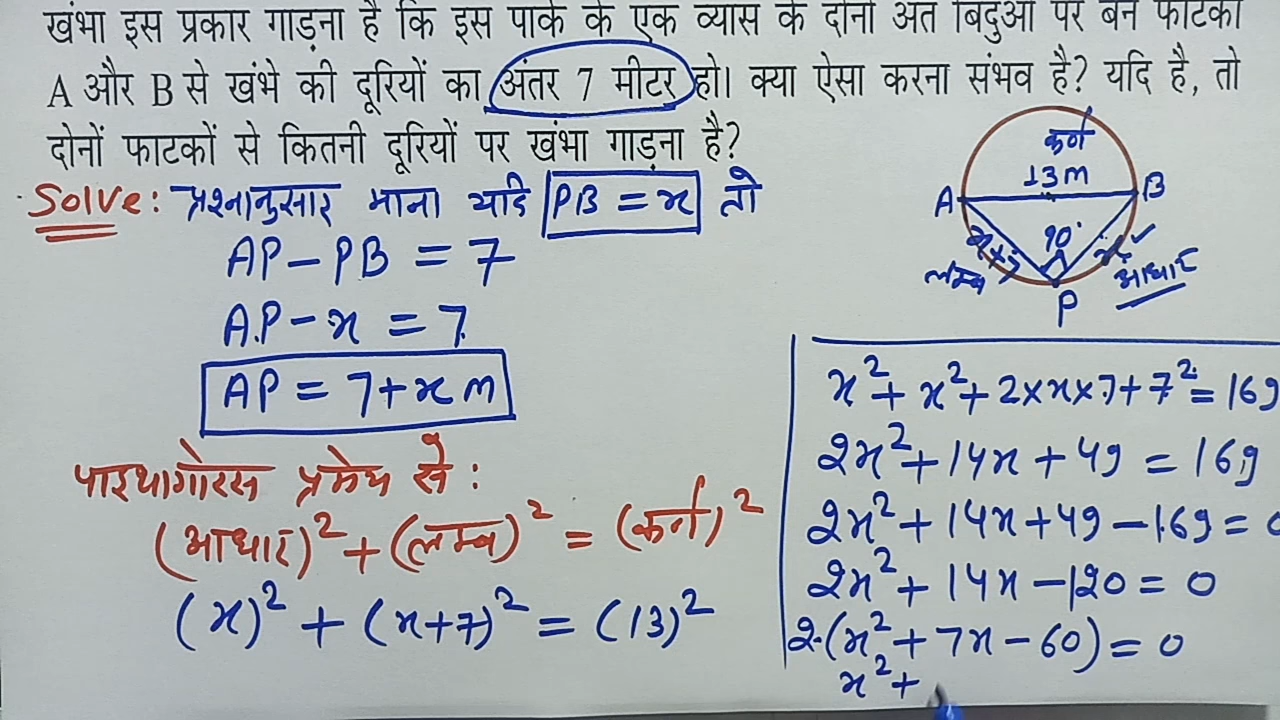 खंभा इस प्रकार गाड़ना है कि इस पार्क के एक व्यास के दोनों अंत बिंदुओं पर बने फाटकों
A और B से खंभे की दूरियों का अंतर 7 मीटर हो। क्या ऐसा करना संभव है? यदि है, तो
दोनों फाटकों से कितनी दूरियों पर खंभा गाड़ना है?
Solve: प्रश्नानुसार माना यदि PB = x तो
AP - PB = 7
A.P - x = 7.
AP = 7 + x m
पाइथागोरस प्रमेय से :
(आधार)² + (लम्ब)² = (कर्ण)²
(x)² + (x+7)² = (13)²
कर्ण
13 m
A
B
90°
x+7
x
लम्ब
आधार
P
x² + x² + 2×x×7 + 7² = 169
2x² + 14x + 49 = 169
2x² + 14x + 49 - 169 = 0
2x² + 14x - 120 = 0
2.(x² + 7x - 60) = 0
x² +